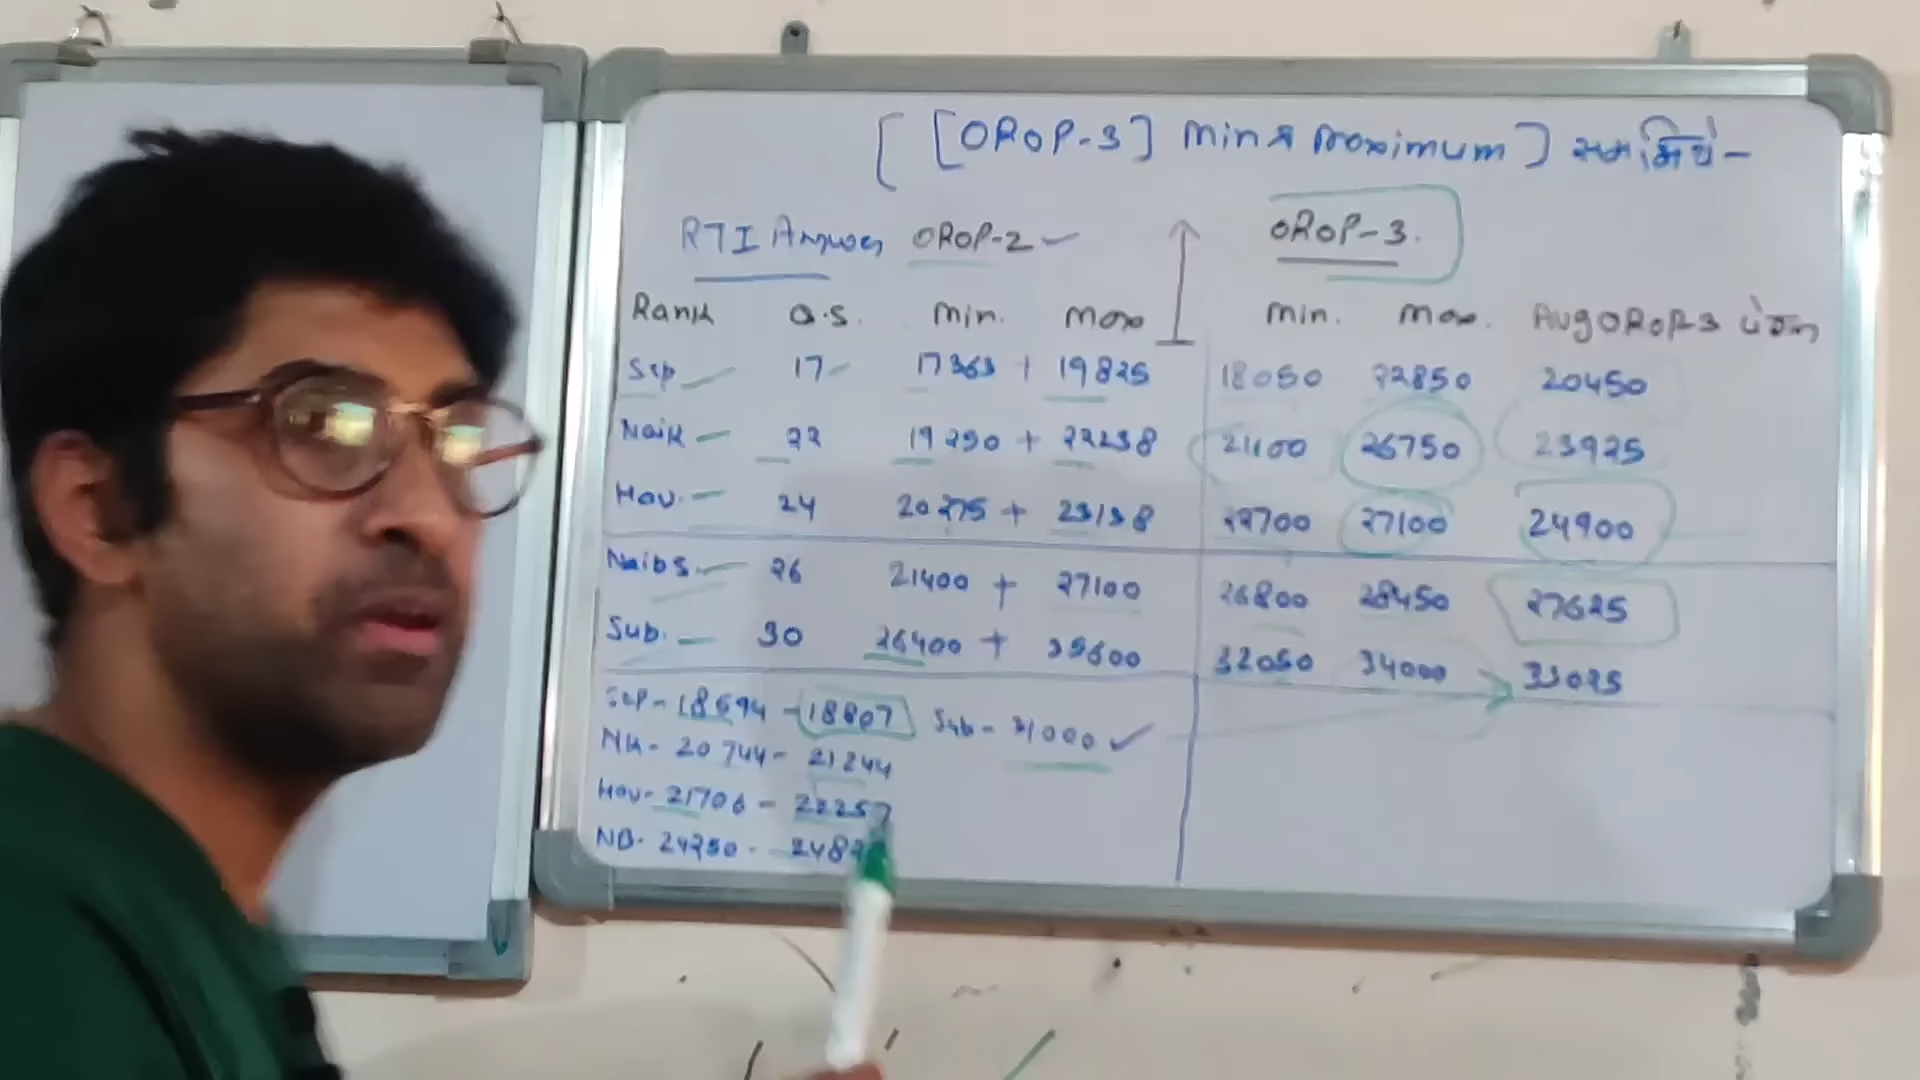 [ [OROP-3] min व maximum ] समझिये -
RTI Answer OROP-2 ✓
OROP-3.
Rank Q.S. min. max min. max. Avg OROP-3 पेंशन
Sep 17 17363 + 19825 18050 22850 20450
Naik 22 19250 + 22238 21100 26750 23925
Hav. 24 20275 + 23138 22700 27100 24900
Naib S. 26 21400 + 27100 26800 28450 27625
Sub. 30 26400 + 35600 32050 34000 33025
Sep - 18594 - 18807 Sub - 31000 ✓
NK - 20744 - 21244
Hav - 21706 - 22257
NB. 24250 -